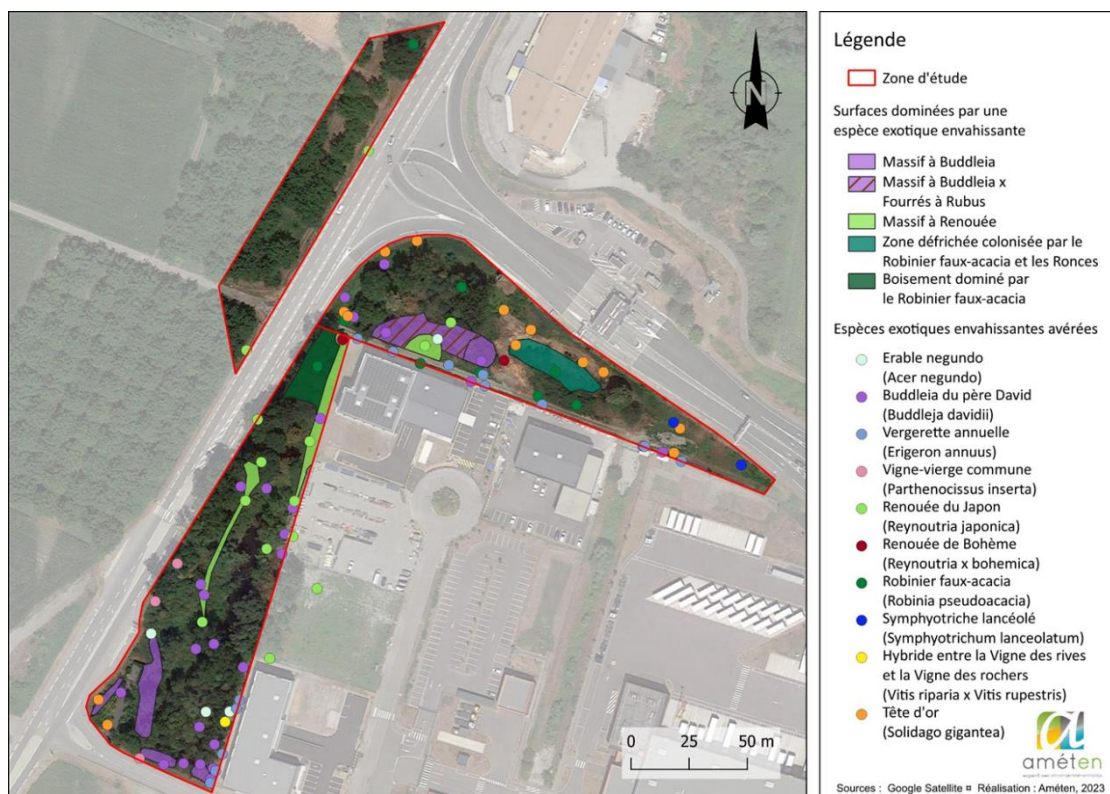 N
0 25 50 m
Légende
Zone d'étude
Surfaces dominées par une
espèce exotique envahissante
Massif à Buddleia
Massif à Buddleia x
Fourrés à Rubus
Massif à Renouée
Zone défrichée colonisée par le
Robinier faux-acacia et les Ronces
Boisement dominé par
le Robinier faux-acacia
Espèces exotiques envahissantes avérées
Erable negundo
(Acer negundo)
Buddleia du père David
(Buddleja davidii)
Vergerette annuelle
(Erigeron annuus)
Vigne-vierge commune
(Parthenocissus inserta)
Renouée du Japon
(Reynoutria japonica)
Renouée de Bohème
(Reynoutria x bohemica)
Robinier faux-acacia
(Robinia pseudoacacia)
Symphyotriche lancéolé
(Symphyotrichum lanceolatum)
Hybride entre la Vigne des rives
et la Vigne des rochers
(Vitis riparia x Vitis rupestris)
Tête d'or
(Solidago gigantea)
améten
Sources : Google Satellite ¤ Réalisation : Améten, 2023